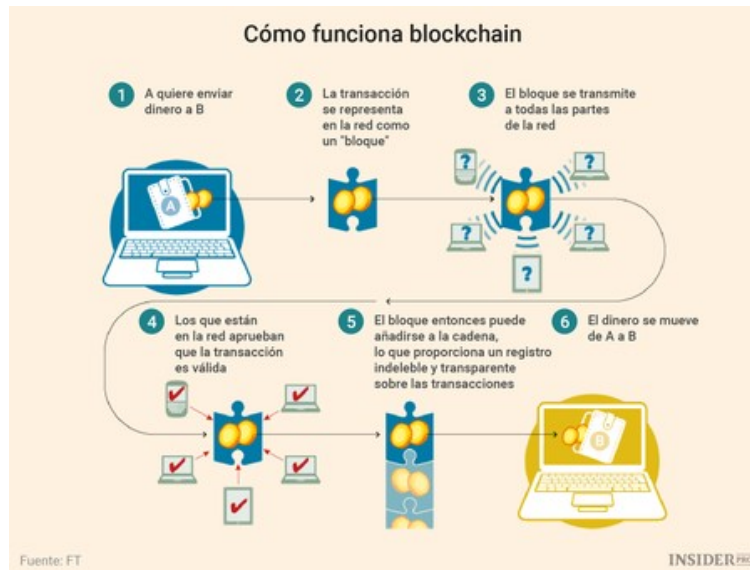 Cómo funciona blockchain
1
A quiere enviar
dinero a B
2
La transacción
se representa
en la red como
un "bloque"
3
El bloque se transmite
a todas las partes
de la red
A
?
?
?
?
?
4
Los que están
en la red aprueban
que la transacción
es válida
5
El bloque entonces puede
añadirse a la cadena,
lo que proporciona un registro
indeleble y transparente
sobre las transacciones
6
El dinero se mueve
de A a B
B
Fuente: FT
INSIDER PRO